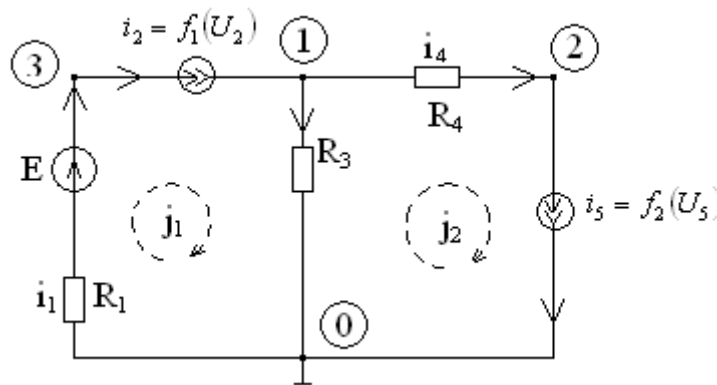 i₂ = f₁(U₂)
1
3
i₄
2
R₄
E
R₃
i₅ = f₂(U₅)
j₁
j₂
i₁
R₁
0